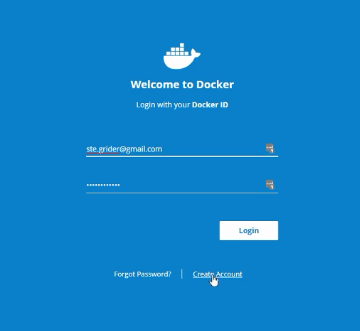 Welcome to Docker
Login with your Docker ID
ste.grider@gmail.com
••••••••••••
Login
Forgot Password? | Create Account